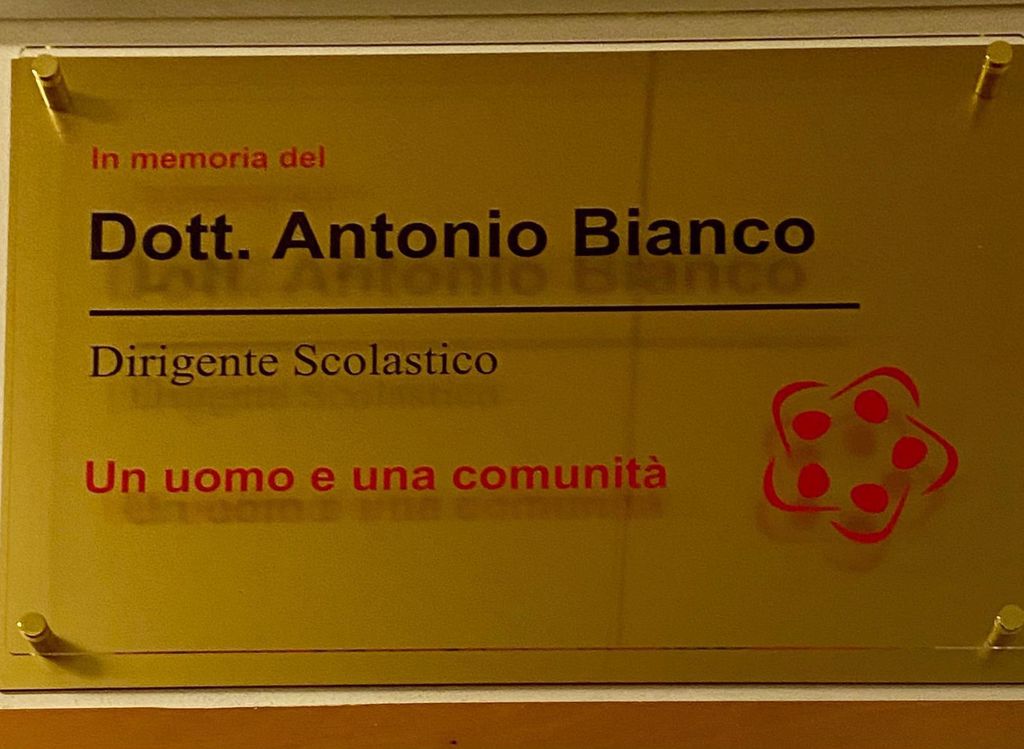 In memoria del
Dott. Antonio Bianco
Dirigente Scolastico
Un uomo e una comunità